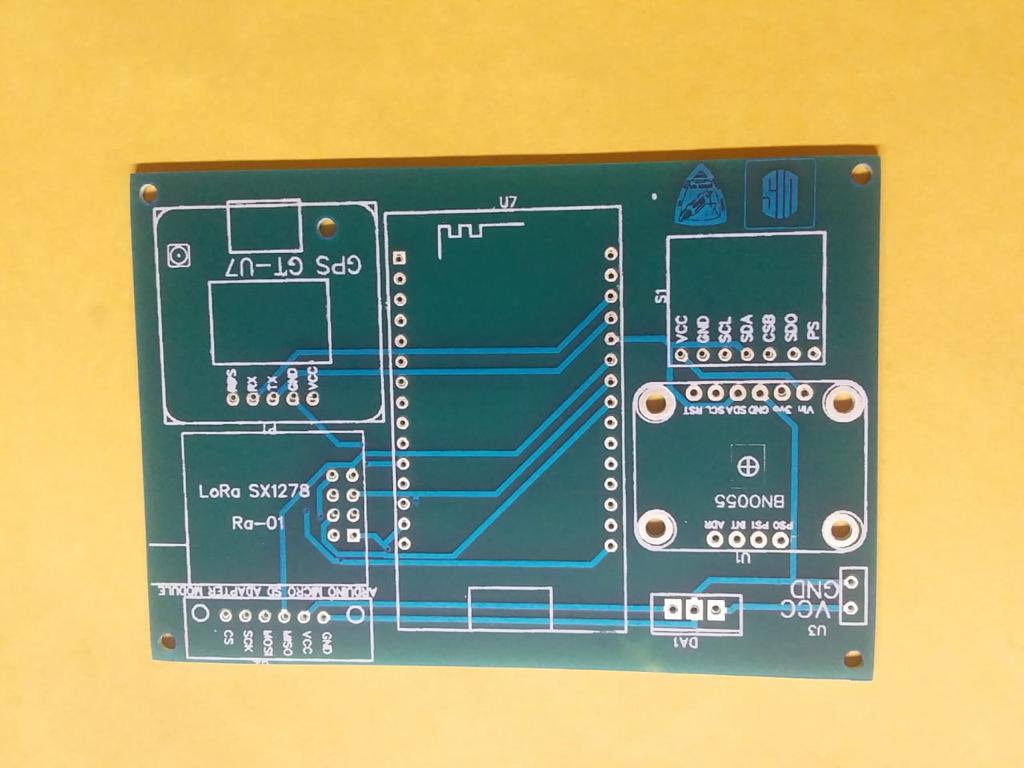 U7
SIN
GPS GT-U7
RX
TX
GND
VCC
S1
VCC
GND
SCL
SDA
CSB
SDO
PS
Vin 3vo GND SDA SCL RST
BNO055
PS0 PS1 INT ADR
U1
LoRa SX1278
Ra-01
ARDUINO MICRO SD ADAPTER MODULE
CS
SCK
MOSI
MISO
VCC
GND
DA1
GND
VCC
U3